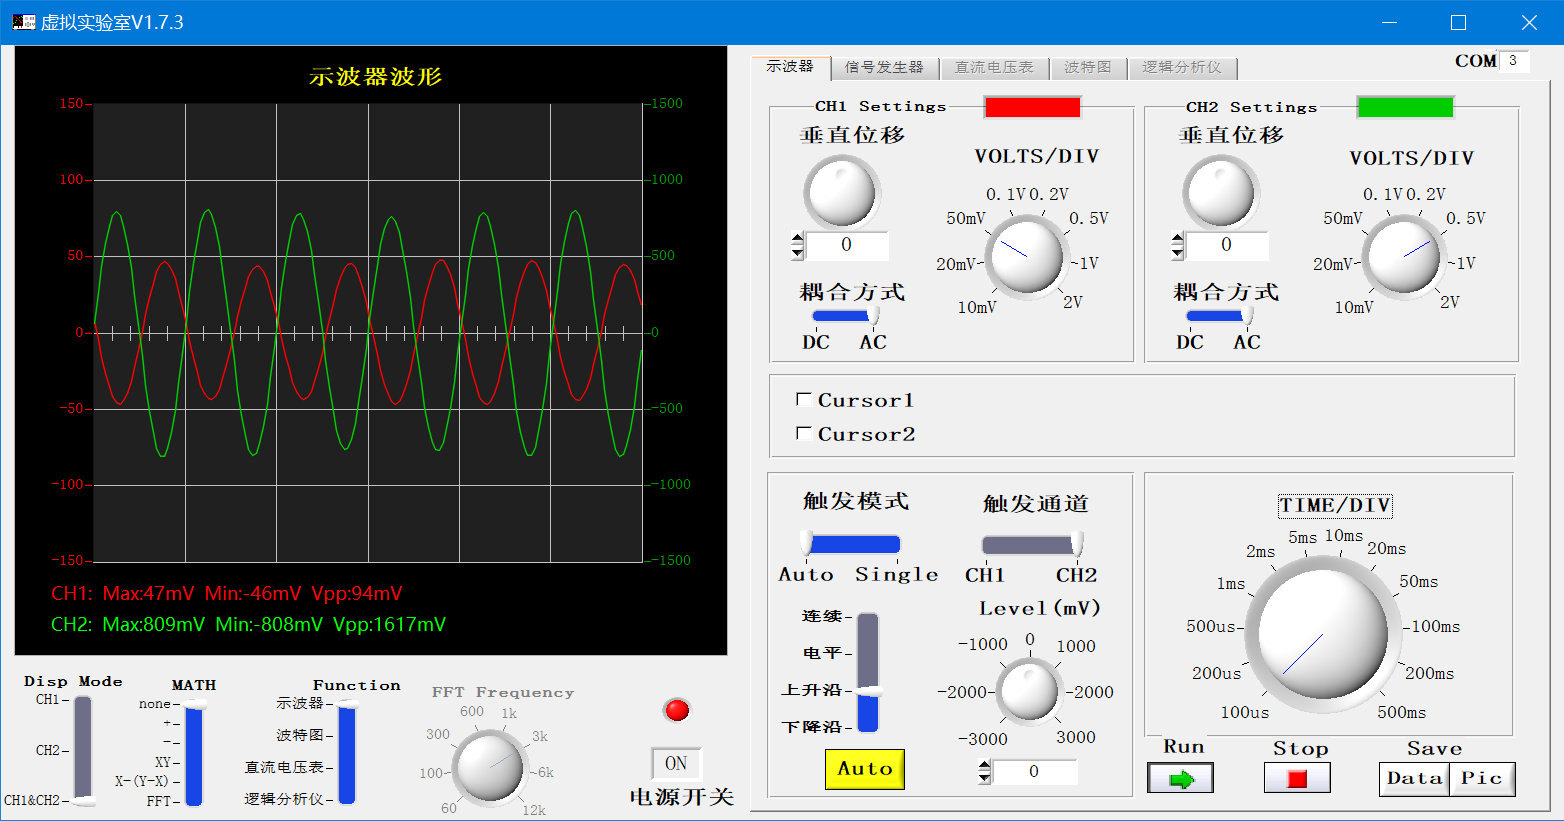 虚拟实验室V1.7.3
示波器波形
150
100
50
0
-50
-100
-150
1500
1000
500
0
-500
-1000
-1500
CH1: Max:47mV Min:-46mV Vpp:94mV
CH2: Max:809mV Min:-808mV Vpp:1617mV
Disp Mode
CH1
CH2
CH1&CH2
MATH
none
+
-
XY
X-(Y-X)
FFT
Function
示波器
波特图
直流电压表
逻辑分析仪
FFT Frequency
600 1k
300 3k
100 6k
60 12k
ON
电源开关
示波器 信号发生器 直流电压表 波特图 逻辑分析仪
COM 3
CH1 Settings
垂直位移
0
耦合方式
DC AC
VOLTS/DIV
0.1V 0.2V
50mV 0.5V
20mV 1V
10mV 2V
CH2 Settings
垂直位移
0
耦合方式
DC AC
VOLTS/DIV
0.1V 0.2V
50mV 0.5V
20mV 1V
10mV 2V
Cursor1
Cursor2
触发模式
Auto Single
连续
电平
上升沿
下降沿
Auto
触发通道
CH1 CH2
Level(mV)
0
-1000 1000
-2000 2000
-3000 3000
0
TIME/DIV
5ms 10ms
2ms 20ms
1ms 50ms
500us 100ms
200us 200ms
100us 500ms
Run Stop Save
Data Pic